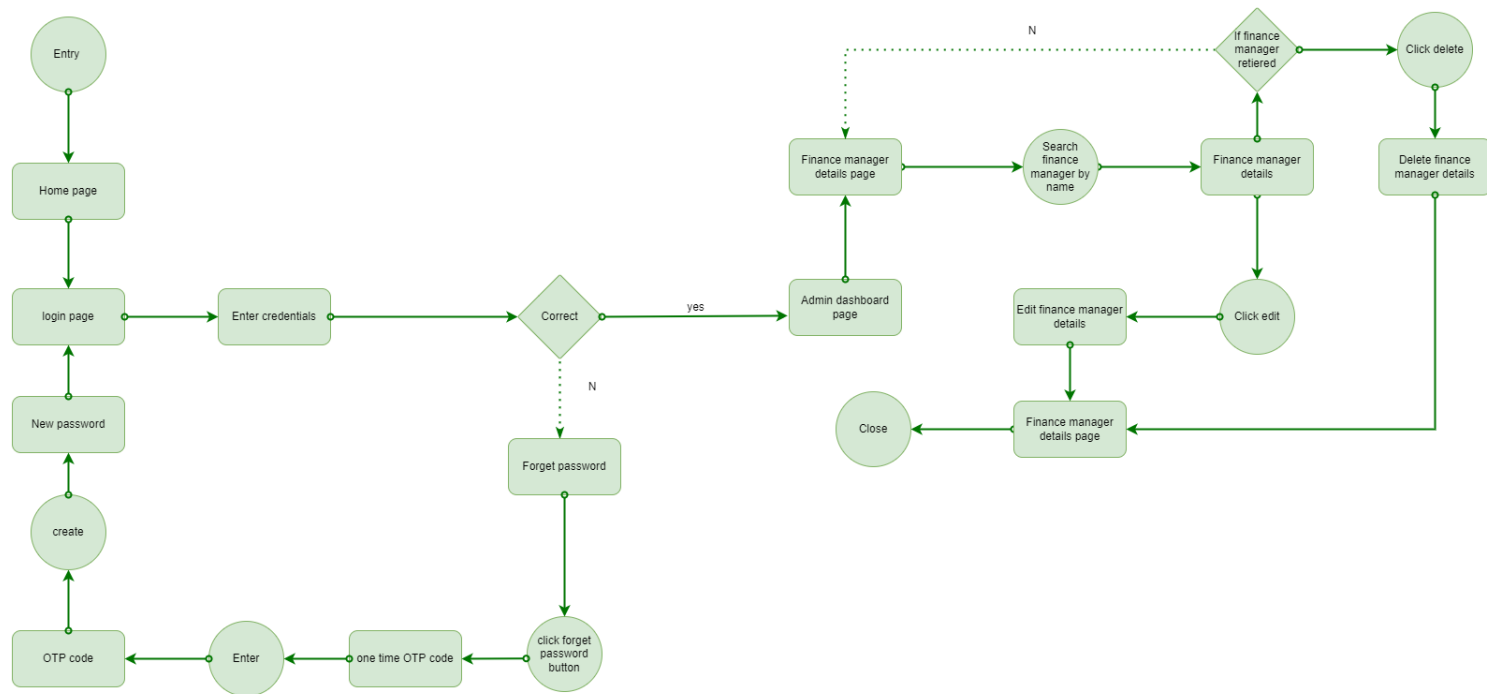 Entry
Home page
login page
Enter credentials
Correct
yes
N
Admin dashboard
page
Finance manager
details page
N
Search
finance
manager by
name
Finance manager
details
If finance
manager
retiered
Click delete
Delete finance
manager details
Click edit
Edit finance manager
details
Finance manager
details page
Close
Forget password
click forget
password
button
one time OTP code
Enter
OTP code
create
New password